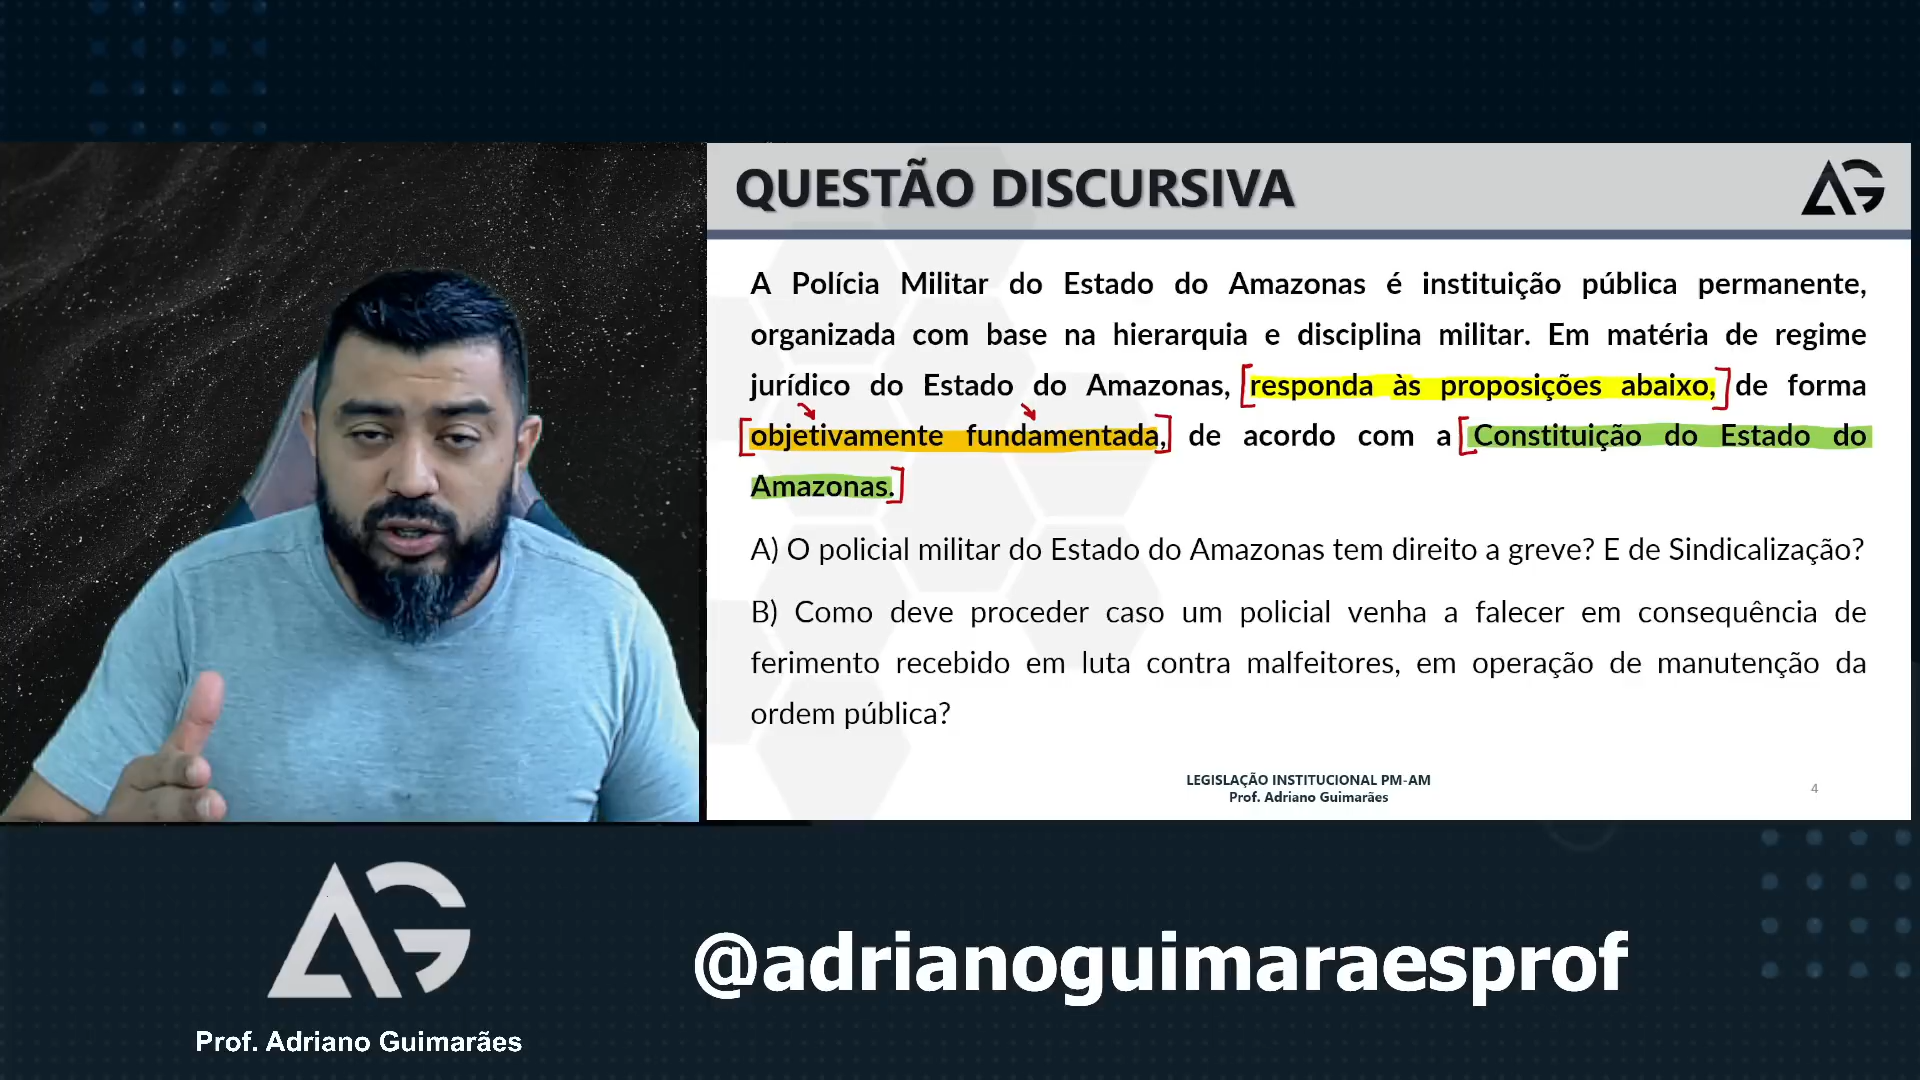 QUESTÃO DISCURSIVA
AG
A Polícia Militar do Estado do Amazonas é instituição pública permanente,
organizada com base na hierarquia e disciplina militar. Em matéria de regime
jurídico do Estado do Amazonas, responda às proposições abaixo, de forma
objetivamente fundamentada, de acordo com a Constituição do Estado do
Amazonas.
A) O policial militar do Estado do Amazonas tem direito a greve? E de Sindicalização?
B) Como deve proceder caso um policial venha a falecer em consequência de
ferimento recebido em luta contra malfeitores, em operação de manutenção da
ordem pública?
LEGISLAÇÃO INSTITUCIONAL PM-AM
Prof. Adriano Guimarães
4
AG
Prof. Adriano Guimarães
@adrianoguimaraesprof